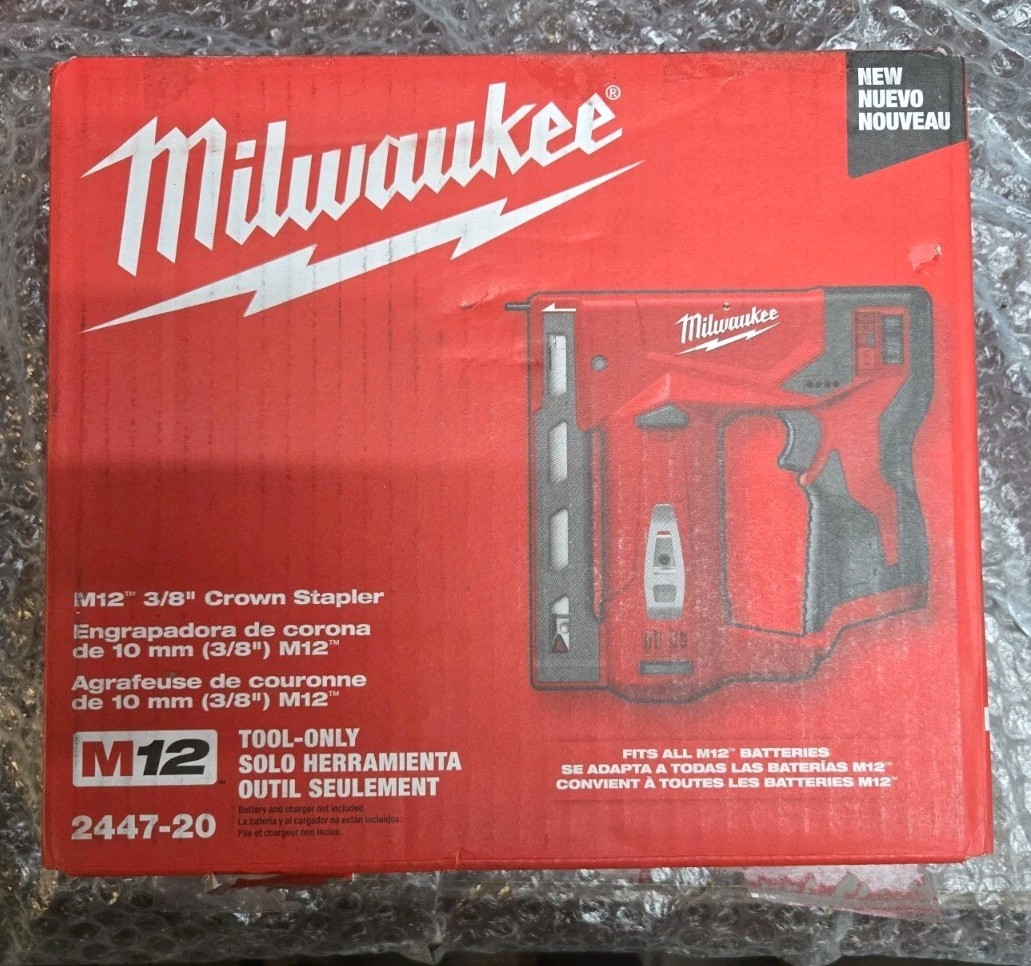 Milwaukee®
NEW
NUEVO
NOUVEAU
Milwaukee
M12™ 3/8" Crown Stapler
Engrapadora de corona
de 10 mm (3/8") M12™
Agrafeuse de couronne
de 10 mm (3/8") M12™
M12™
TOOL-ONLY
SOLO HERRAMIENTA
OUTIL SEULEMENT
2447-20
Battery and charger not included.
La batería y el cargador no están incluidos.
Pile et chargeur non inclus.
FITS ALL M12™ BATTERIES
SE ADAPTA A TODAS LAS BATERÍAS M12™
CONVIENT À TOUTES LES BATTERIES M12™